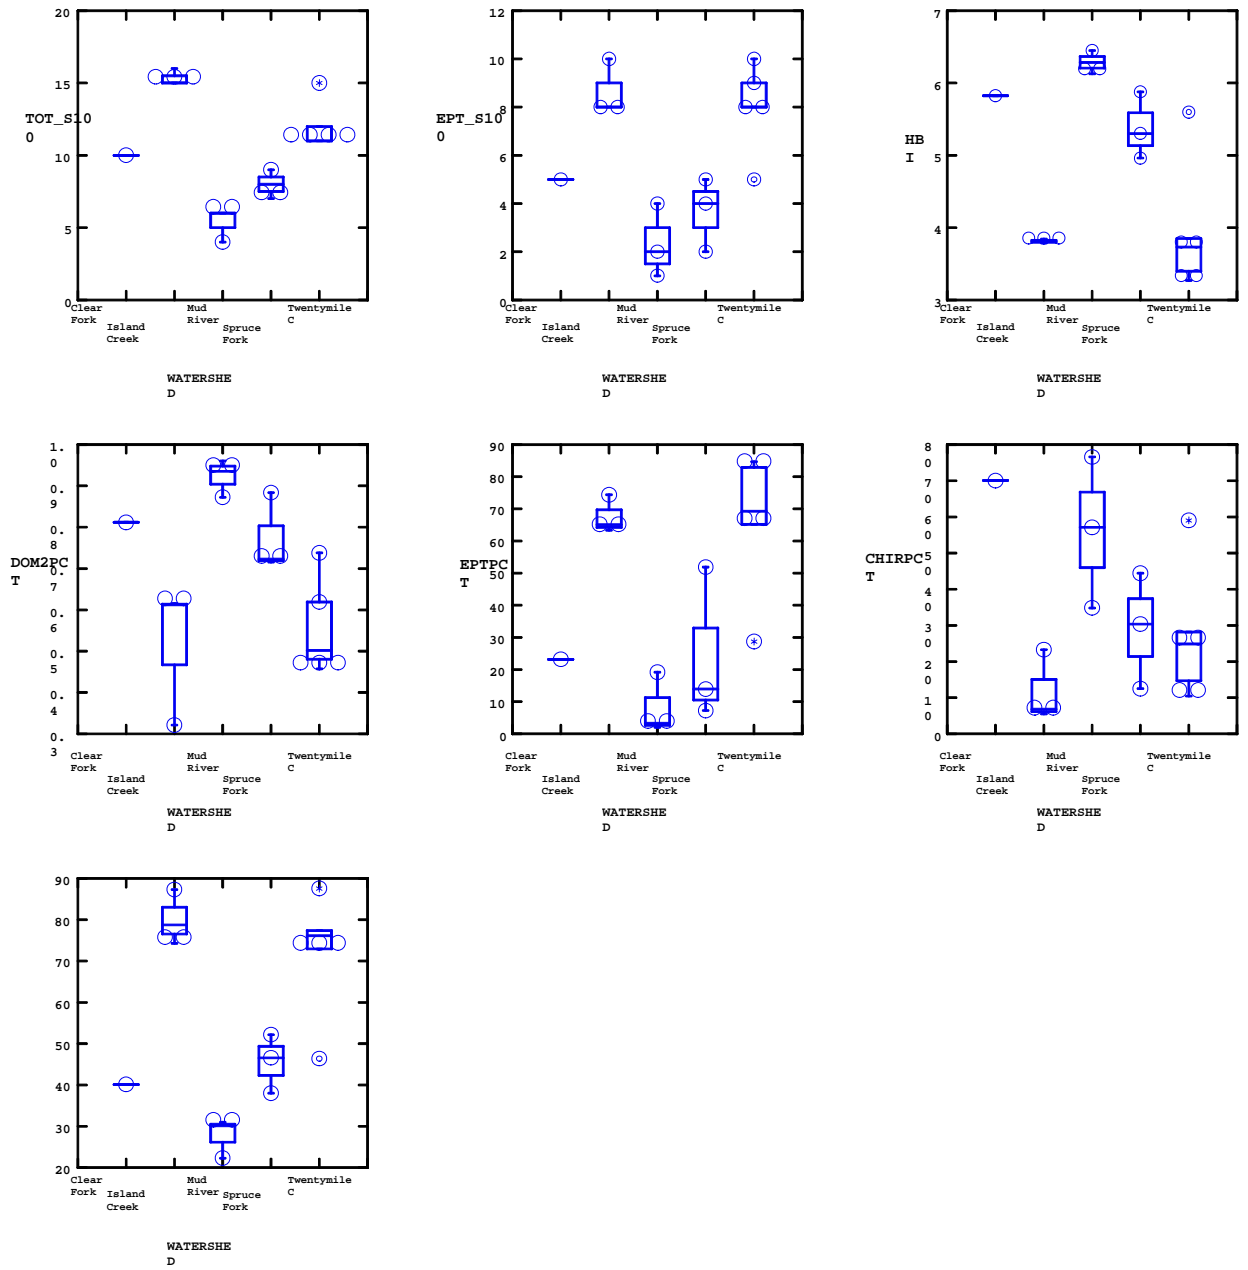 20
15
TOT_S10
0
10
5
0
Clear
Fork
Island
Creek
Mud
River
Spruce
Fork
Twentymile
C
WATERSHE
D
12
10
EPT_S10
0
8
6
4
2
0
Clear
Fork
Island
Creek
Mud
River
Spruce
Fork
Twentymile
C
WATERSHE
D
7
6
HB
I
5
4
3
Clear
Fork
Island
Creek
Mud
River
Spruce
Fork
Twentymile
C
WATERSHE
D
1.
0
0.
9
0.
8
DOM2PC
T
0.
7
0.
6
0.
5
0.
4
0.
3
Clear
Fork
Island
Creek
Mud
River
Spruce
Fork
Twentymile
C
WATERSHE
D
90
80
70
60
EPTPC
T
50
40
30
20
10
0
Clear
Fork
Island
Creek
Mud
River
Spruce
Fork
Twentymile
C
WATERSHE
D
8
0
7
0
6
0
CHIRPC
T
5
0
4
0
3
0
2
0
1
0
0
Clear
Fork
Island
Creek
Mud
River
Spruce
Fork
Twentymile
C
WATERSHE
D
90
80
70
60
50
40
30
20
Clear
Fork
Island
Creek
Mud
River
Spruce
Fork
Twentymile
C
WATERSHE
D